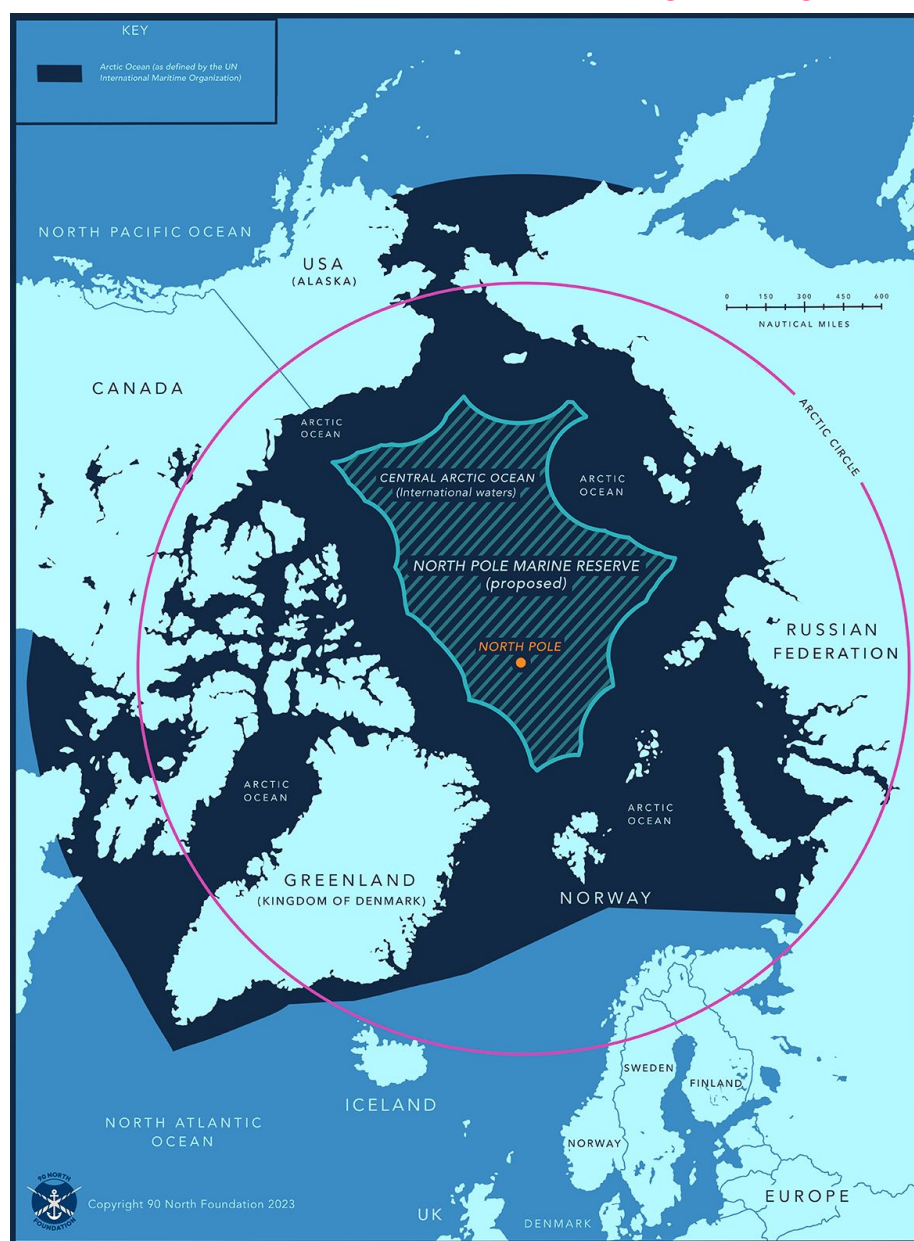 KEY
Arctic Ocean (as defined by the UN
International Maritime Organization)
NORTH PACIFIC OCEAN
USA
(ALASKA)
0 150 300 450 600
NAUTICAL MILES
CANADA
ARCTIC CIRCLE
ARCTIC
OCEAN
CENTRAL ARCTIC OCEAN
(International waters)
ARCTIC
OCEAN
NORTH POLE MARINE RESERVE
(proposed)
NORTH POLE
RUSSIAN
FEDERATION
ARCTIC
OCEAN
ARCTIC
OCEAN
GREENLAND
(KINGDOM OF DENMARK)
NORWAY
SWEDEN
FINLAND
ICELAND
NORTH ATLANTIC
OCEAN
NORWAY
90 NORTH
FOUNDATION
Copyright 90 North Foundation 2023
EUROPE
UK
DENMARK